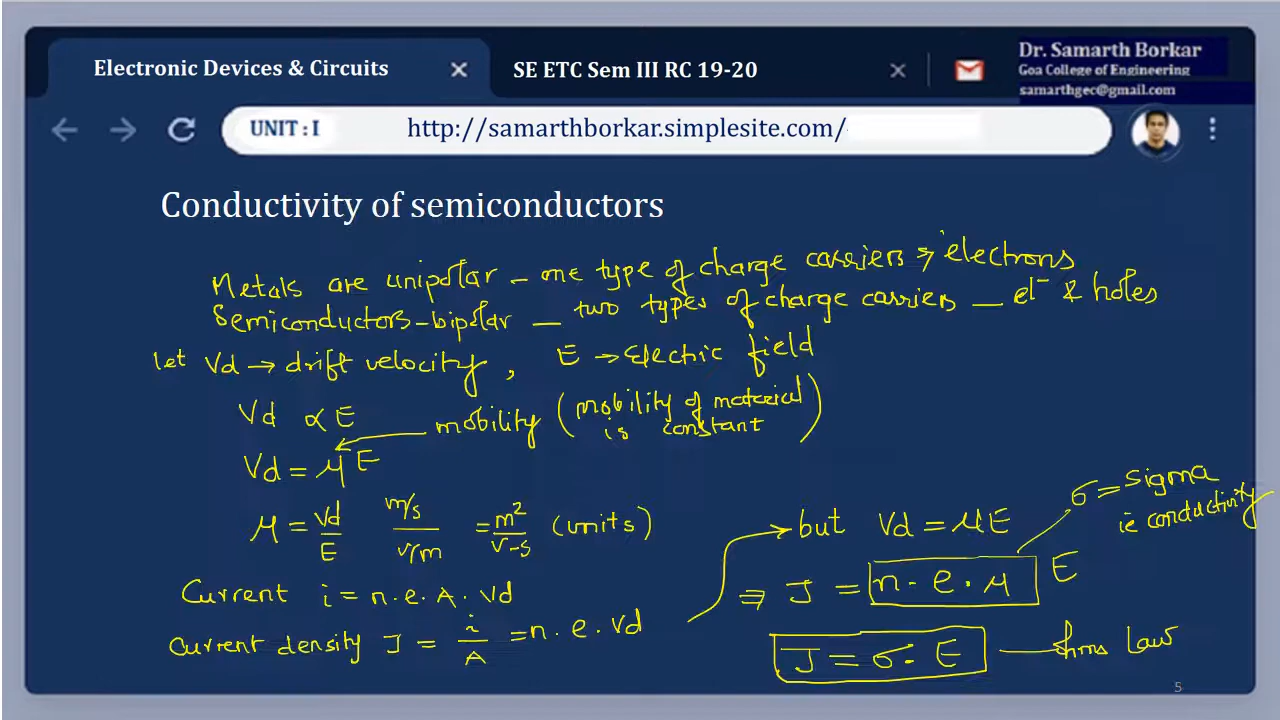 Electronic Devices & Circuits
SE ETC Sem III RC 19-20
Dr. Samarth Borkar
Goa College of Engineering
samarthgec@gmail.com
UNIT : I
http://samarthborkar.simplesite.com/
Conductivity of semiconductors
Metals are unipolar - one type of charge carriers → electrons
Semiconductors - bipolar - two types of charge carriers - el⁻ & holes
let Vd → drift velocity, E → Electric field
Vd ∝ E
mobility (mobility of material is constant)
Vd = μE
μ = Vd/E m/s / v/m = m²/v-s (units)
Current i = n.e.A.Vd
Current density J = i/A = n.e.Vd
but Vd = μE
σ = sigma
ie conductivity
⇒ J = n.e.μ E
J = σ. E — ohms law
5